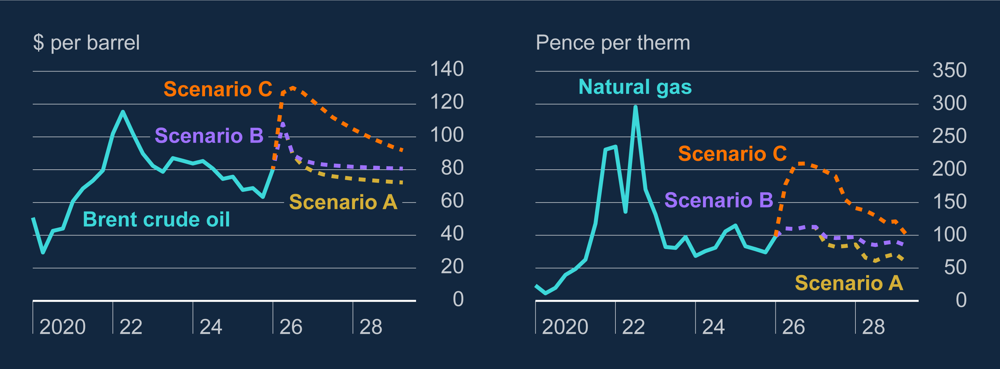 $ per barrel
140
Scenario C
120
Scenario B
100
80
Scenario A
60
Brent crude oil
40
20
0
2020 22 24 26 28
Pence per therm
350
Natural gas
300
250
Scenario C
200
Scenario B
150
100
50
Scenario A
0
2020 22 24 26 28